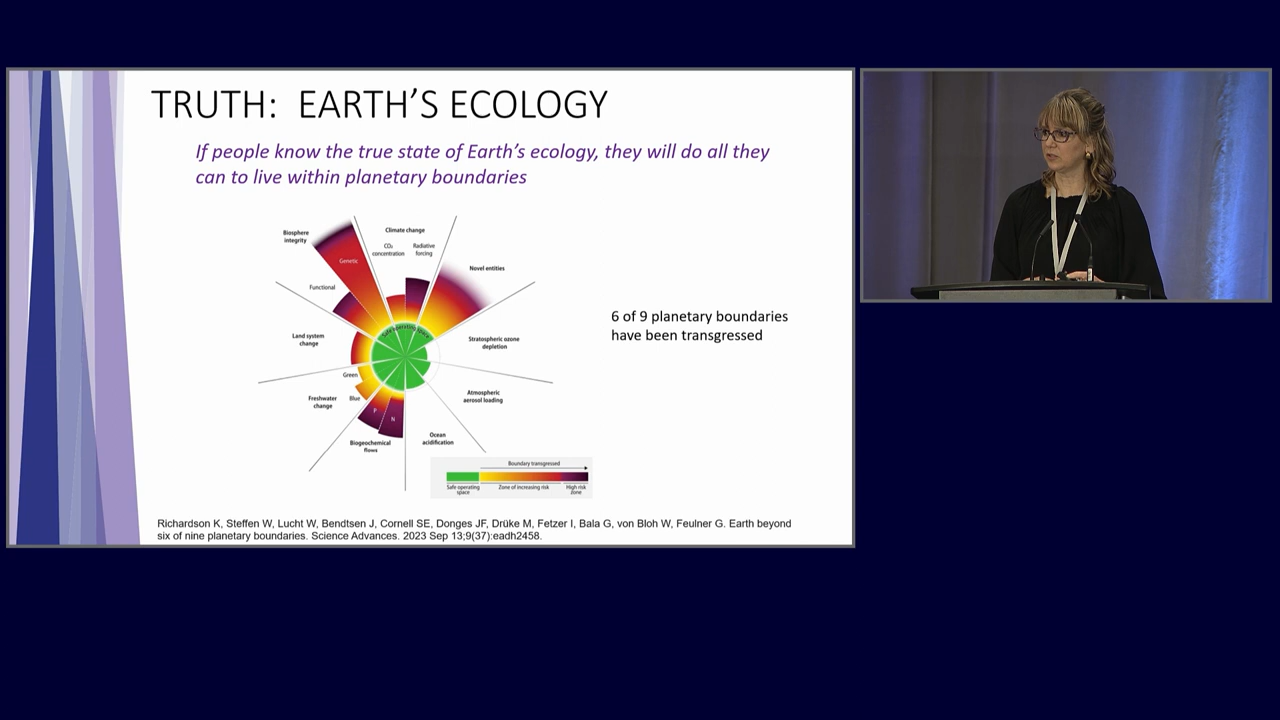 TRUTH:  EARTH'S ECOLOGY
If people know the true state of Earth's ecology, they will do all they
can to live within planetary boundaries
Biosphere
integrity
Genetic
Functional
Climate change
CO₂
concentration
Radiative
forcing
Novel entities
Safe operating space
Stratospheric ozone
depletion
Atmospheric
aerosol loading
Ocean
acidification
Biogeochemical
flows
P
N
Freshwater
change
Green
Blue
Land system
change
6 of 9 planetary boundaries
have been transgressed
Boundary transgressed
Safe operating
space
Zone of increasing risk
High risk
zone
Richardson K, Steffen W, Lucht W, Bendtsen J, Cornell SE, Donges JF, Drüke M, Fetzer I, Bala G, von Bloh W, Feulner G. Earth beyond
six of nine planetary boundaries. Science Advances. 2023 Sep 13;9(37):eadh2458.